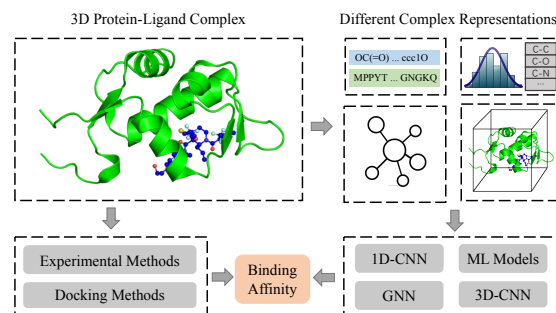 3D Protein-Ligand Complex
Different Complex Representations
OC(=O) ... ccc1O
MPPYT ... GNGKQ
C-C
C-O
C-N
...
Experimental Methods
Docking Methods
Binding
Affinity
1D-CNN
ML Models
GNN
3D-CNN